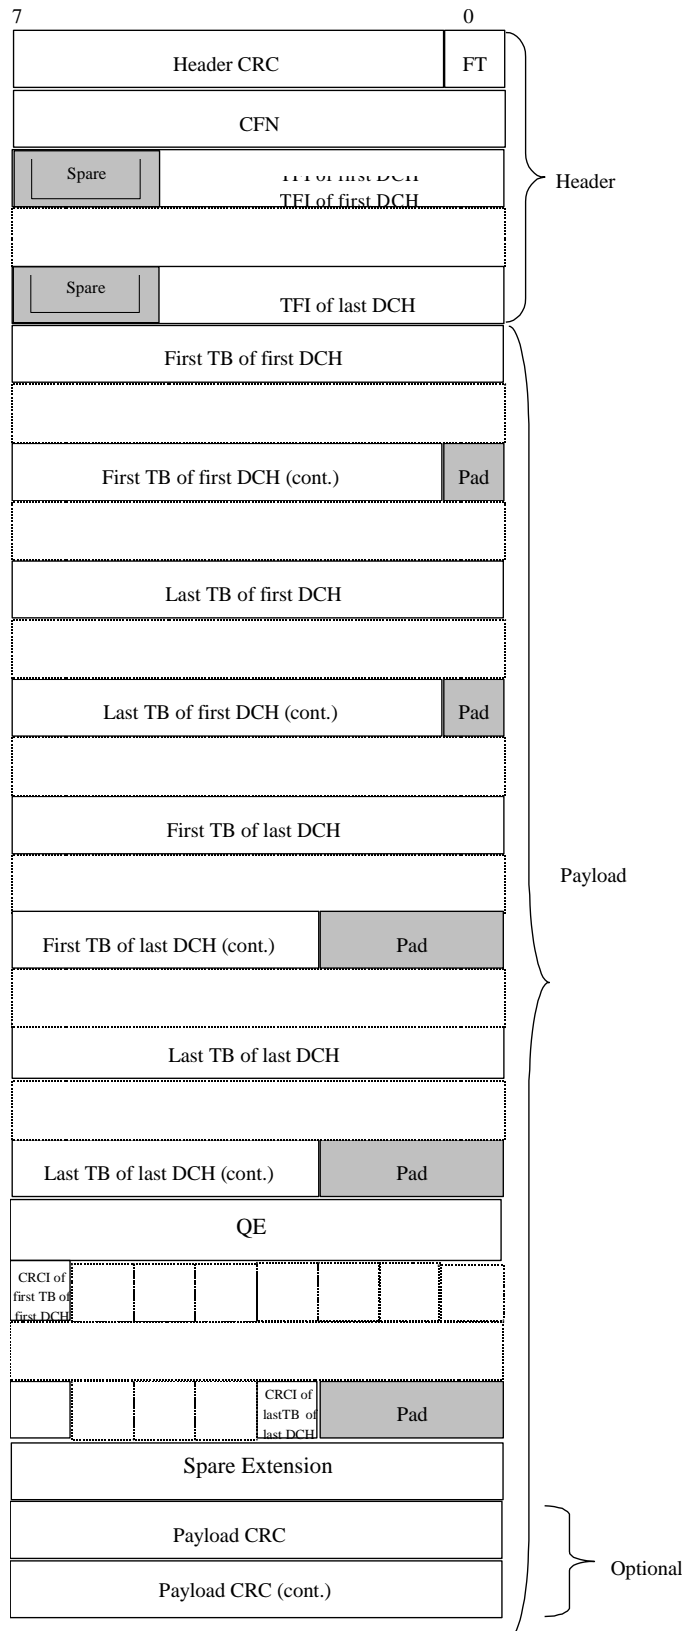 7 0
Header CRC FT
CFN
Spare TFI of first DCH
TFI of first DCH
Header
Spare
TFI of last DCH
First TB of first DCH
First TB of first DCH (cont.) Pad
Last TB of first DCH
Last TB of first DCH (cont.) Pad
First TB of last DCH
Payload
First TB of last DCH (cont.) Pad
Last TB of last DCH
Last TB of last DCH (cont.) Pad
QE
CRCI of
first TB of
first DCH
CRCI of
lastTB of
last DCH
Pad
Spare Extension
Payload CRC
Optional
Payload CRC (cont.)